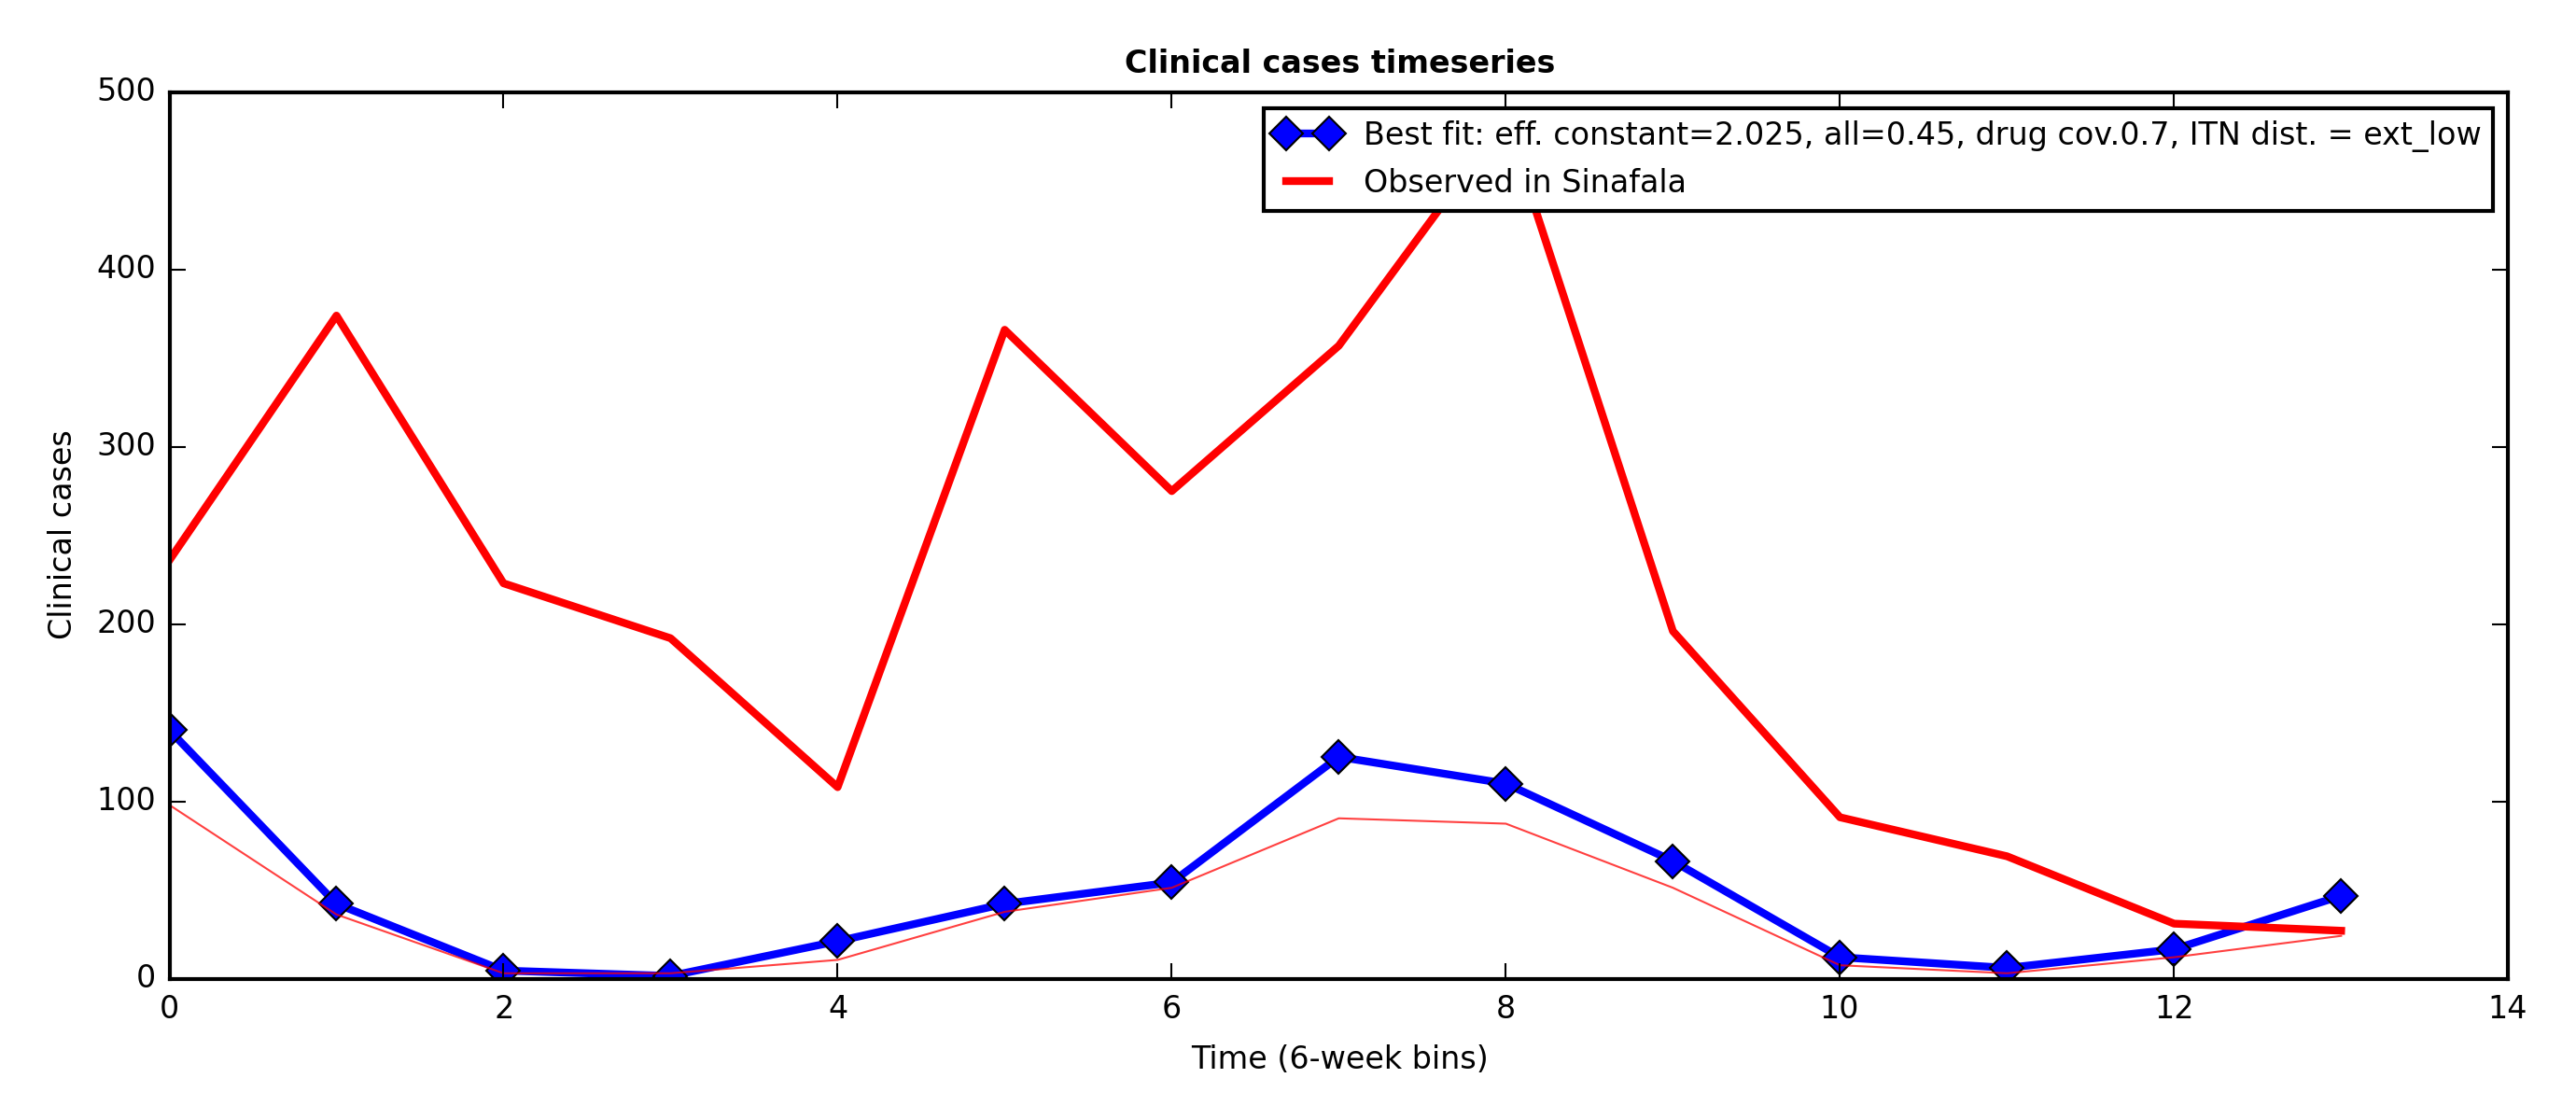 Clinical cases timeseries
500
400
300
200
100
0
Clinical cases
Best fit: eff. constant=2.025, all=0.45, drug cov.0.7, ITN dist. = ext_low
Observed in Sinafala
0 2 4 6 8 10 12 14
Time (6-week bins)